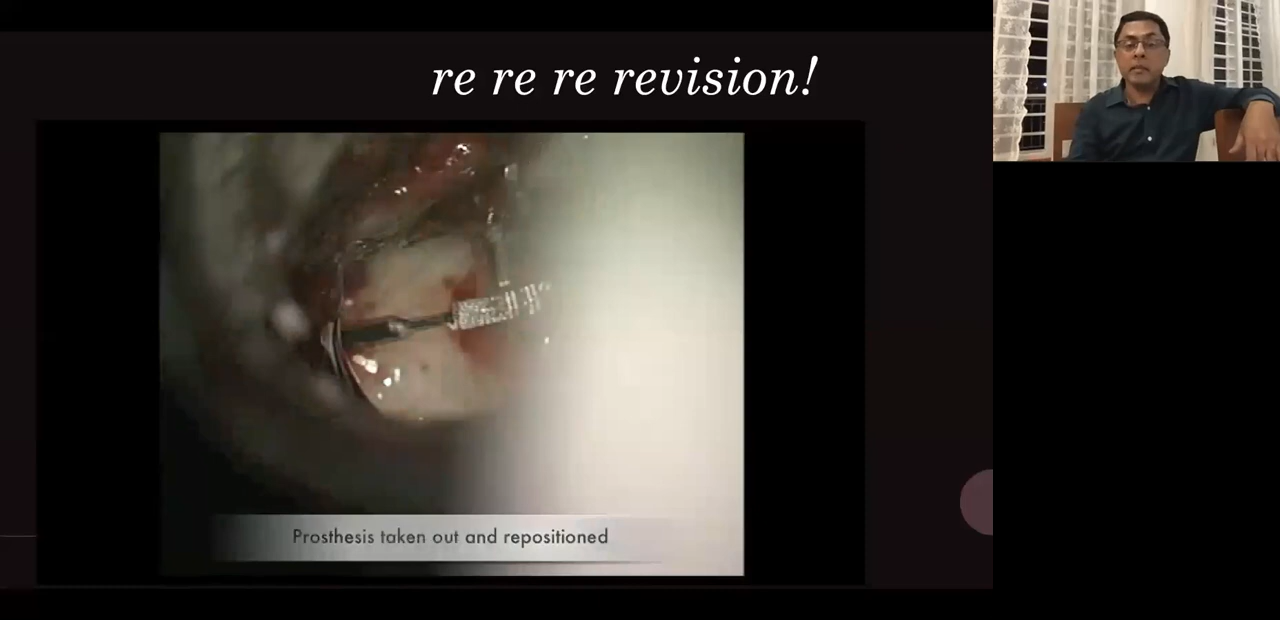 re re re revision!
Prosthesis taken out and repositioned